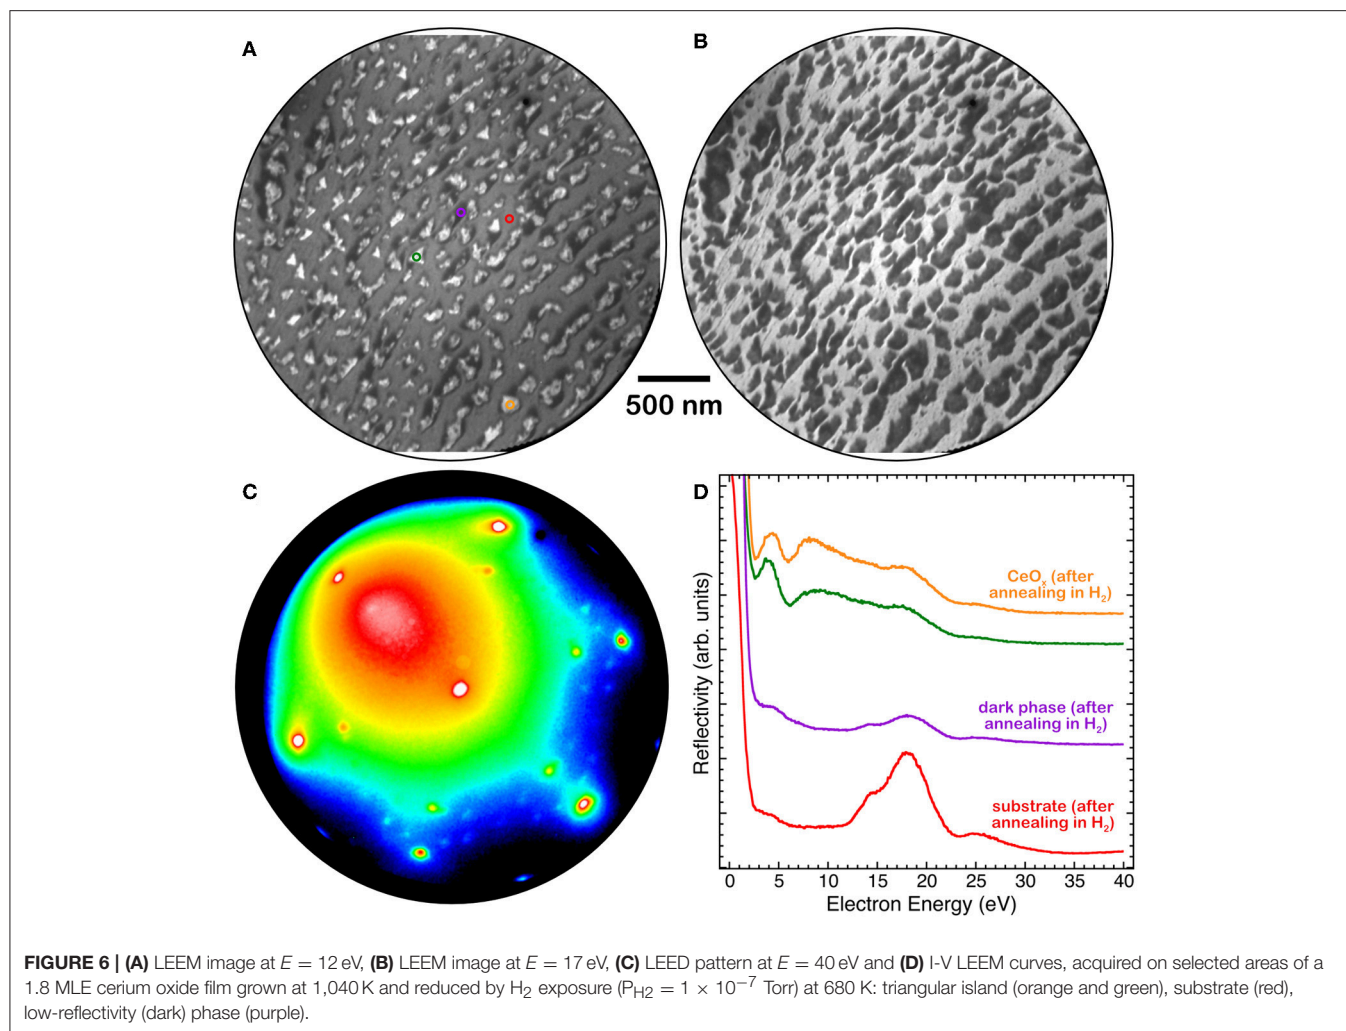 A
B
500 nm
C
D
Reflectivity (arb. units)
CeOₓ (after
annealing in H₂)
dark phase (after
annealing in H₂)
substrate (after
annealing in H₂)
0 5 10 15 20 25 30 35 40
Electron Energy (eV)
FIGURE 6 | (A) LEEM image at E = 12 eV, (B) LEEM image at E = 17 eV, (C) LEED pattern at E = 40 eV and (D) I-V LEEM curves, acquired on selected areas of a
1.8 MLE cerium oxide film grown at 1,040 K and reduced by H₂ exposure (P_H2 = 1 × 10⁻⁷ Torr) at 680 K: triangular island (orange and green), substrate (red),
low-reflectivity (dark) phase (purple).